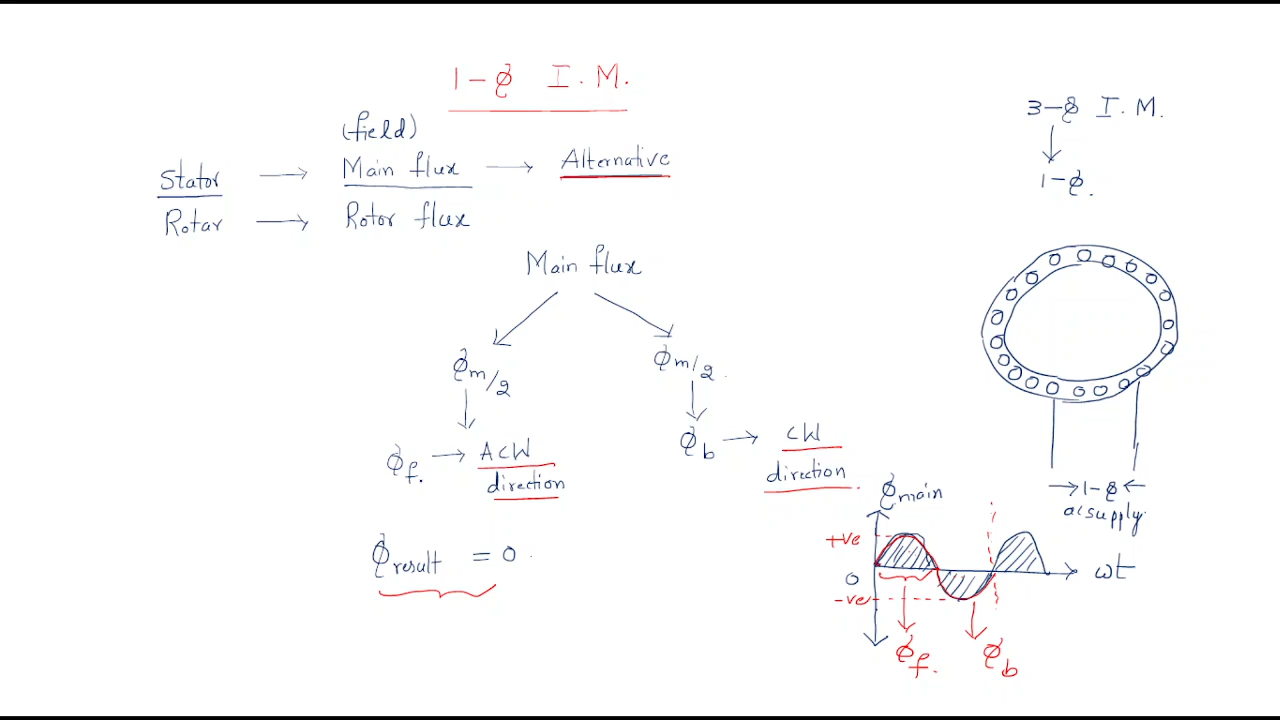 1-φ I.M.
(field)
Stator → Main flux → Alternative
Rotar → Rotor flux
Main flux
φm/2 φm/2
φf. → ACW direction
φb → CW direction
φresult = 0
3-φ I.M.
1-φ.
→ 1-φ ←
ac supply
φmain
+ve
0
-ve
ωt
φf.
φb